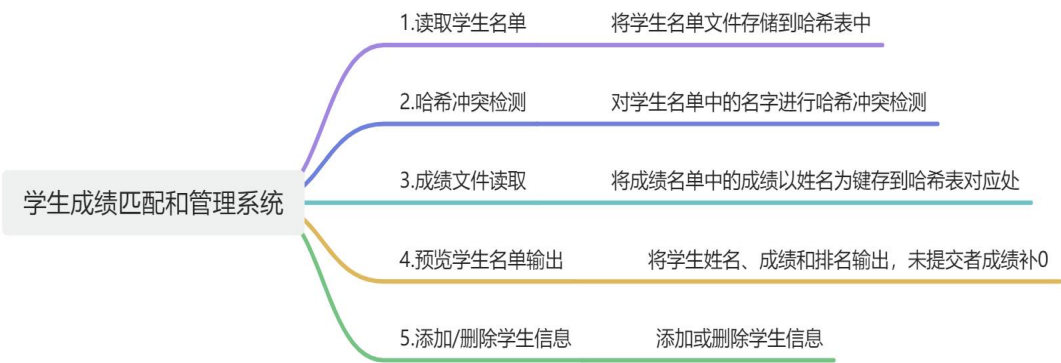 学生成绩匹配和管理系统
1.读取学生名单 将学生名单文件存储到哈希表中
2.哈希冲突检测 对学生名单中的名字进行哈希冲突检测
3.成绩文件读取 将成绩名单中的成绩以姓名为键存到哈希表对应处
4.预览学生名单输出 将学生姓名、成绩和排名输出，未提交者成绩补0
5.添加/删除学生信息 添加或删除学生信息